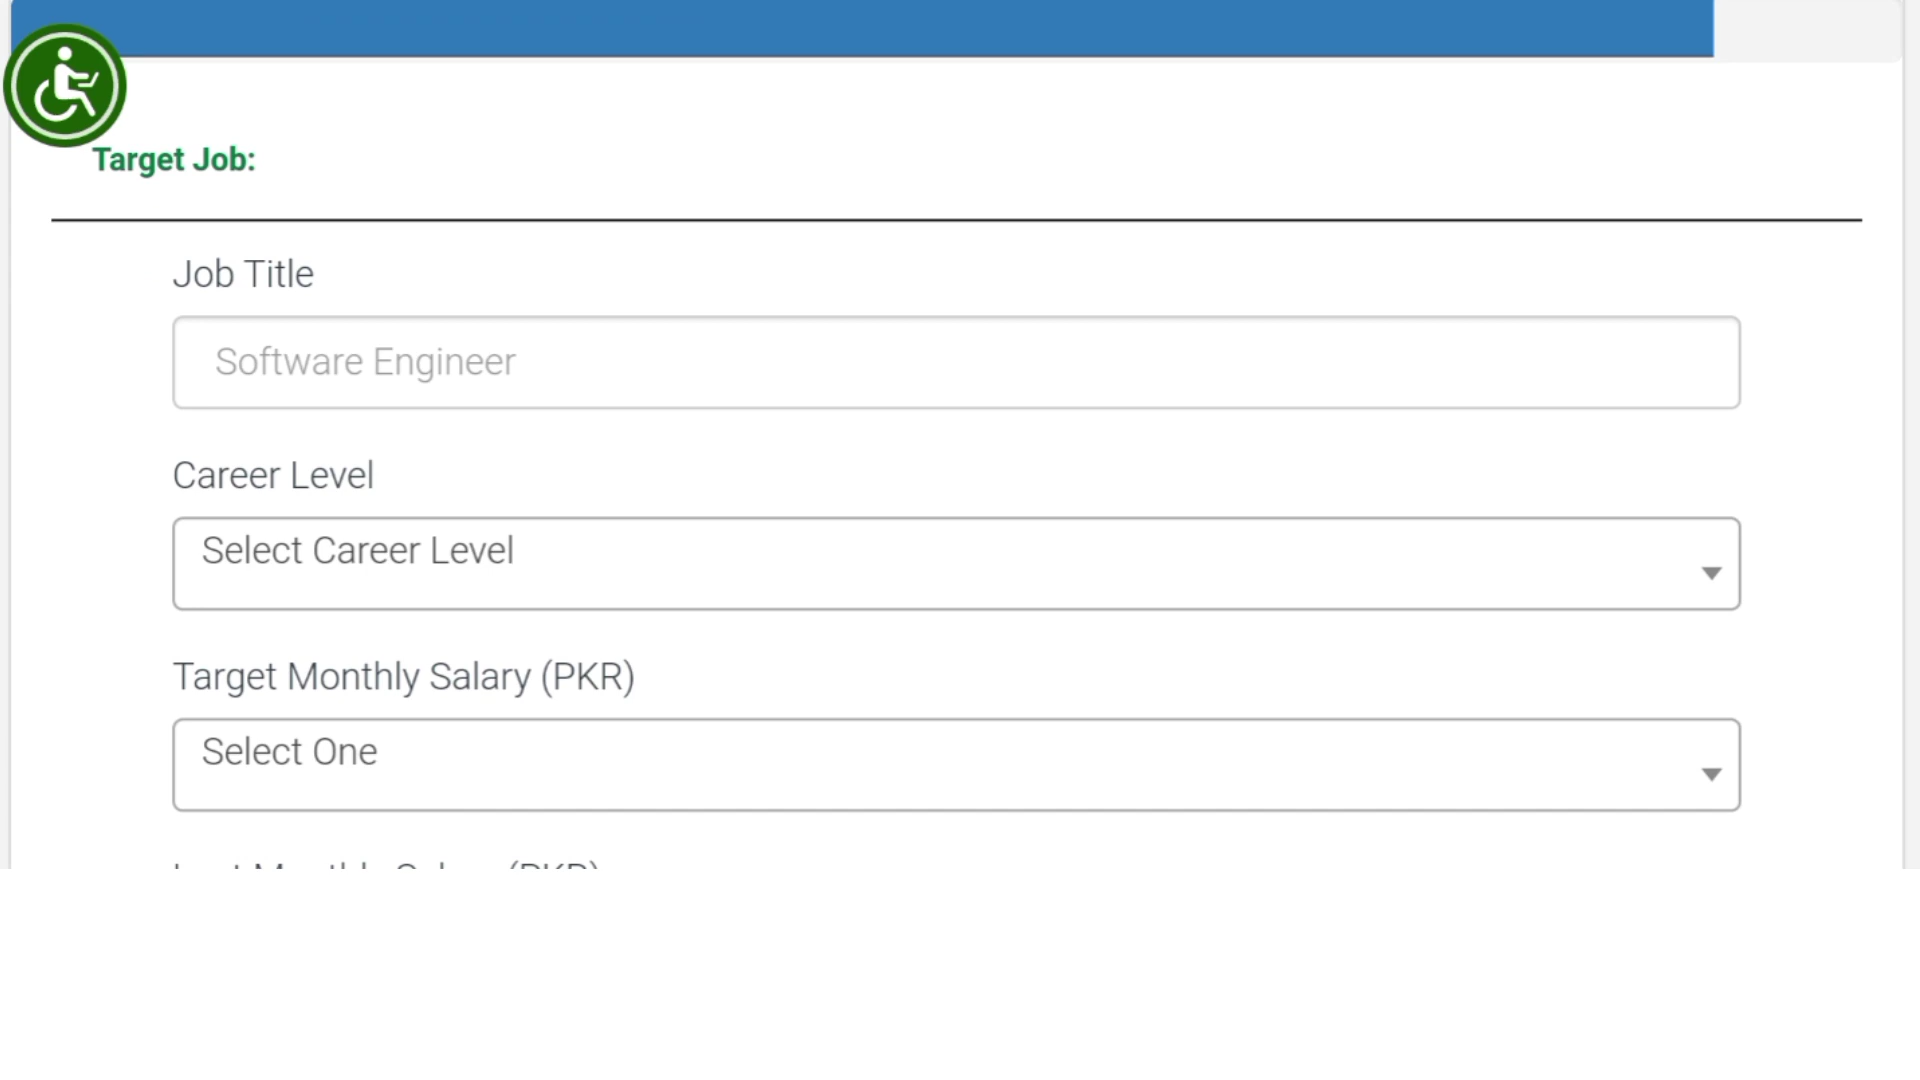 Target Job:
Job Title
Software Engineer
Career Level
Select Career Level
Target Monthly Salary (PKR)
Select One